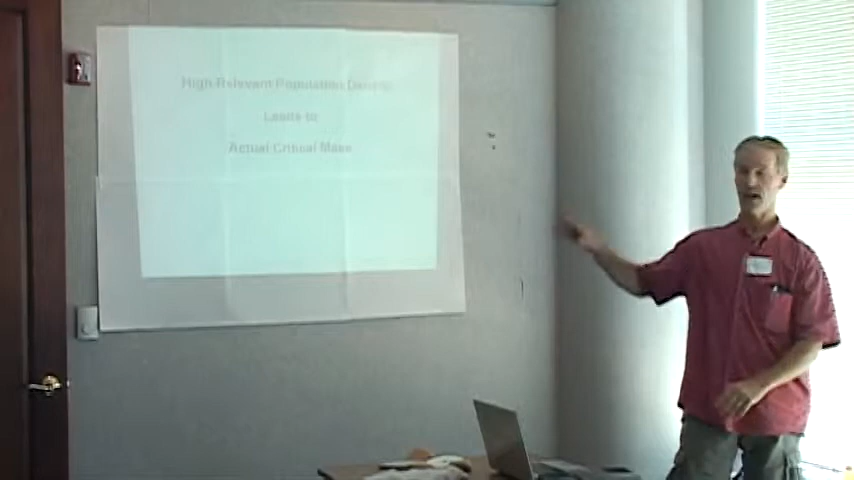 High Relevant Population Density
Leads to
Actual Critical Mass